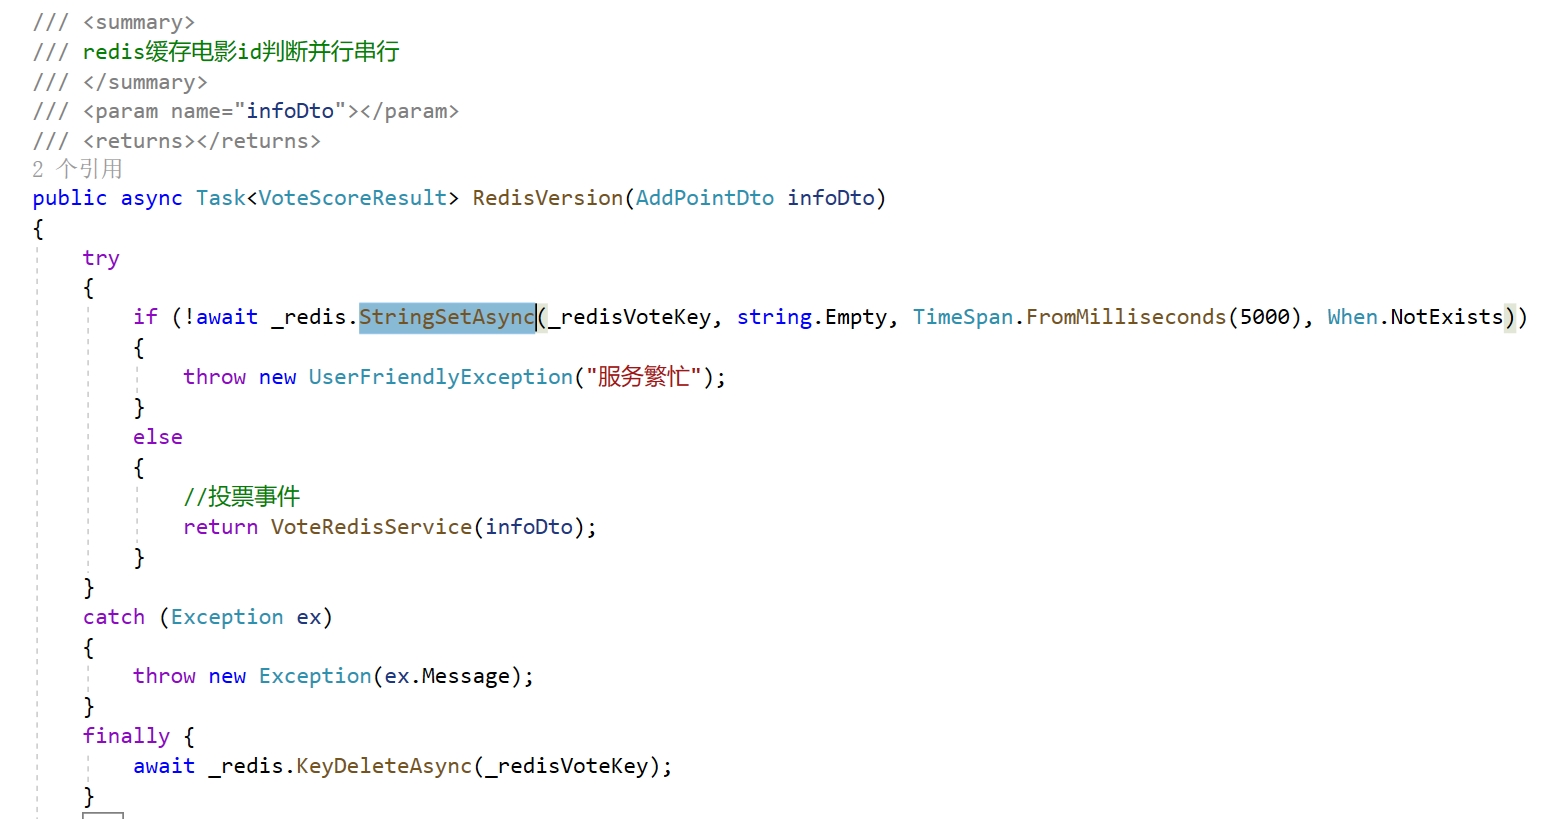 /// <summary>
/// redis缓存电影id判断并行串行
/// </summary>
/// <param name="infoDto"></param>
/// <returns></returns>
2 个引用
public async Task<VoteScoreResult> RedisVersion(AddPointDto infoDto)
{
try
{
if (!await _redis.StringSetAsync(_redisVoteKey, string.Empty, TimeSpan.FromMilliseconds(5000), When.NotExists))
{
throw new UserFriendlyException("服务繁忙");
}
else
{
//投票事件
return VoteRedisService(infoDto);
}
}
catch (Exception ex)
{
throw new Exception(ex.Message);
}
finally {
await _redis.KeyDeleteAsync(_redisVoteKey);
}